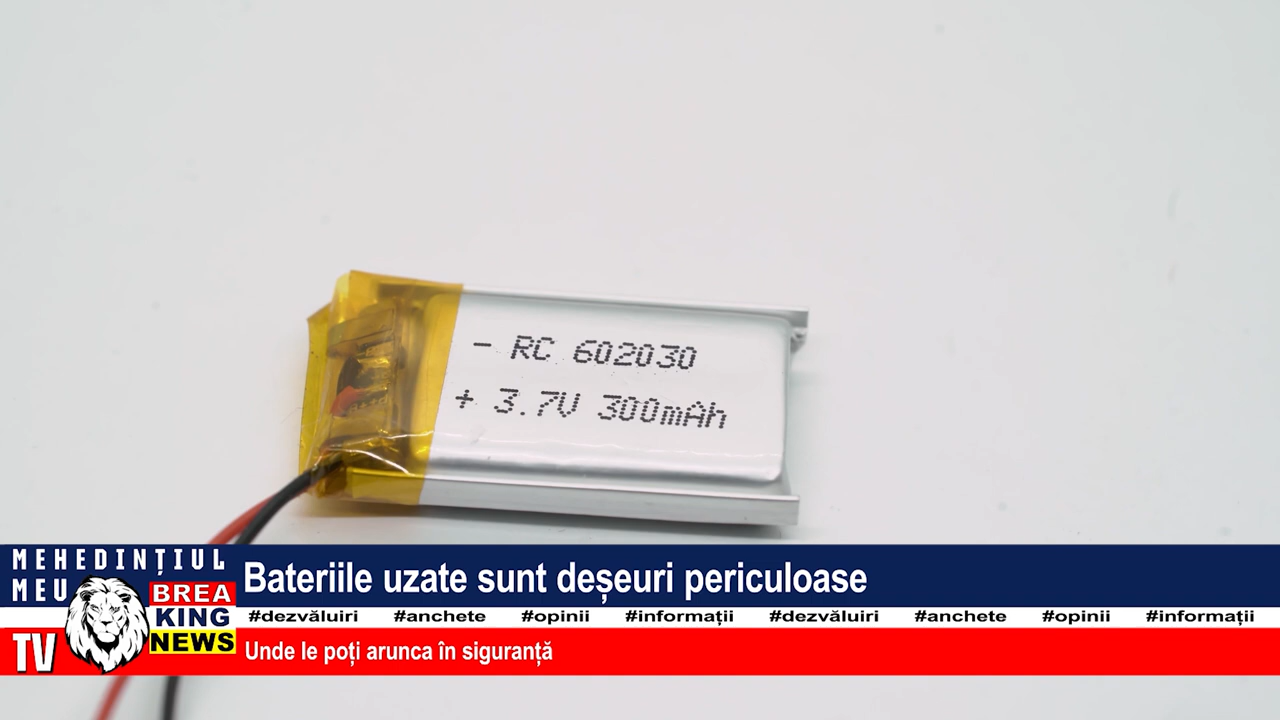 - RC 602030
+ 3.7V 300mAh
MEHEDINȚIUL
MEU
TV
BREA
KING
NEWS
Bateriile uzate sunt deșeuri periculoase
#dezvăluiri #anchete #opinii #informații #dezvăluiri #anchete #opinii #informații
Unde le poți arunca în siguranță